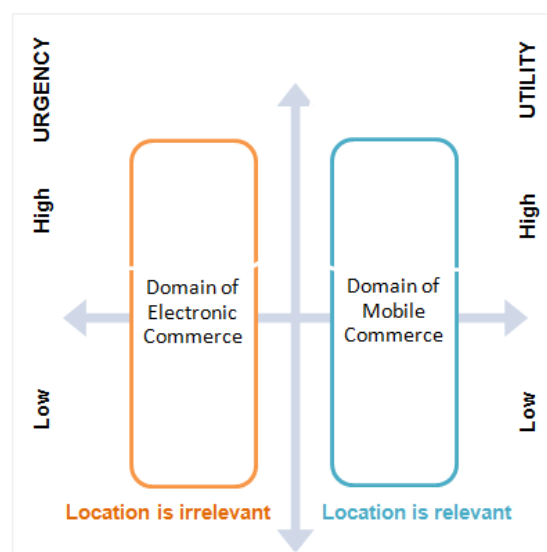 URGENCY
UTILITY
High
High
Domain of
Electronic
Commerce
Domain of
Mobile
Commerce
Low
Low
Location is irrelevant
Location is relevant